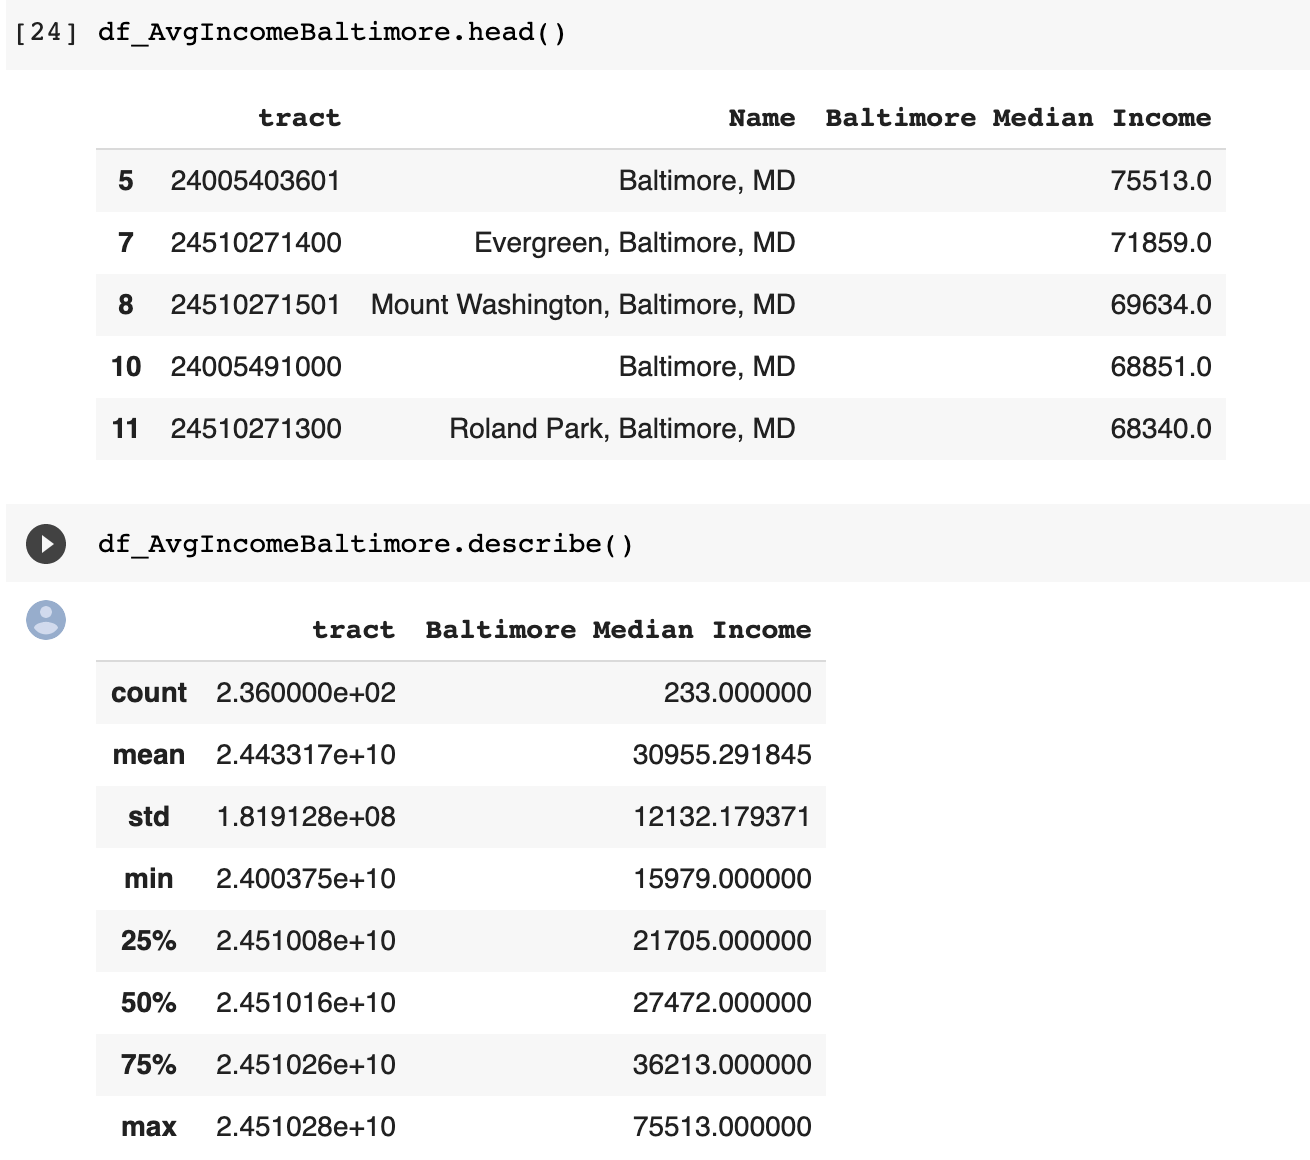 [24] df_AvgIncomeBaltimore.head()
tract Name Baltimore Median Income
5 24005403601 Baltimore, MD 75513.0
7 24510271400 Evergreen, Baltimore, MD 71859.0
8 24510271501 Mount Washington, Baltimore, MD 69634.0
10 24005491000 Baltimore, MD 68851.0
11 24510271300 Roland Park, Baltimore, MD 68340.0
df_AvgIncomeBaltimore.describe()
tract Baltimore Median Income
count 2.360000e+02 233.000000
mean 2.443317e+10 30955.291845
std 1.819128e+08 12132.179371
min 2.400375e+10 15979.000000
25% 2.451008e+10 21705.000000
50% 2.451016e+10 27472.000000
75% 2.451026e+10 36213.000000
max 2.451028e+10 75513.000000